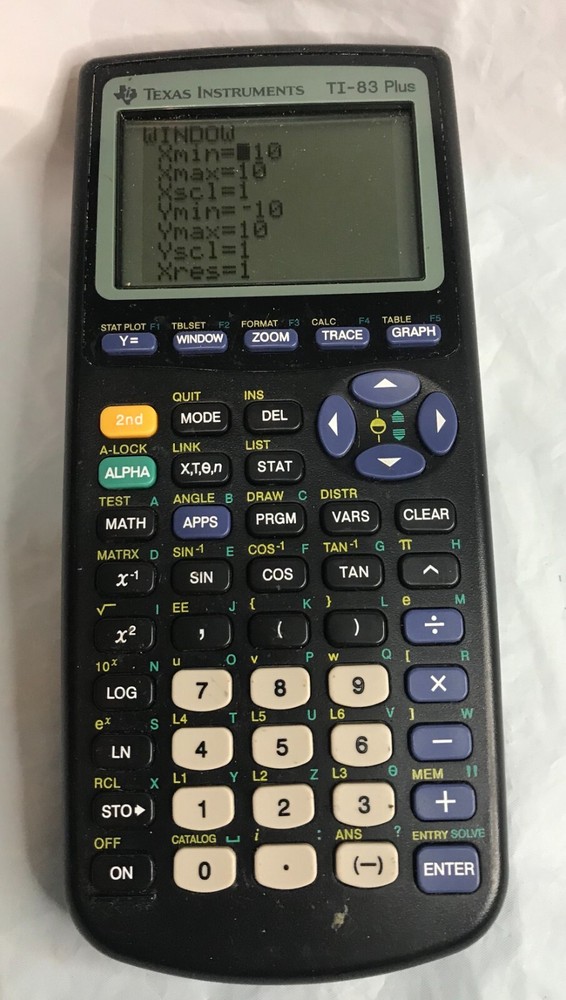 TEXAS INSTRUMENTS TI-83 Plus
WINDOW
Xmin=█10
Xmax=10
Xscl=1
Ymin=-10
Ymax=10
Yscl=1
Xres=1
STAT PLOT F1 TBLSET F2 FORMAT F3 CALC F4 TABLE F5
Y= WINDOW ZOOM TRACE GRAPH
QUIT INS
2nd MODE DEL
A-LOCK LINK LIST
ALPHA X,T,θ,n STAT
TEST A ANGLE B DRAW C DISTR
MATH APPS PRGM VARS CLEAR
MATRX D SIN⁻¹ E COS⁻¹ F TAN⁻¹ G π H
x⁻¹ SIN COS TAN ^
√ I EE J { K } L e M
x² , ( ) ÷
10ˣ N u O v P w Q [ R
LOG 7 8 9 ×
eˣ S L4 T L5 U L6 V ] W
LN 4 5 6 −
RCL X L1 Y L2 Z L3 θ MEM "
STO▸ 1 2 3 +
OFF CATALOG ⎵ i : ANS ? ENTRY SOLVE
ON 0 . (−) ENTER